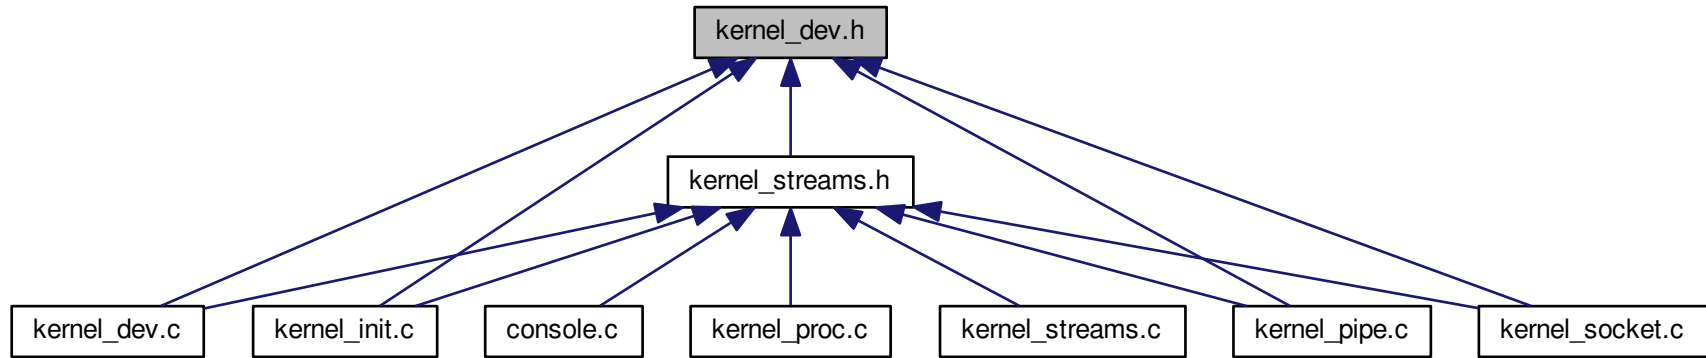 kernel_dev.h
kernel_streams.h
kernel_dev.c
kernel_init.c
console.c
kernel_proc.c
kernel_streams.c
kernel_pipe.c
kernel_socket.c